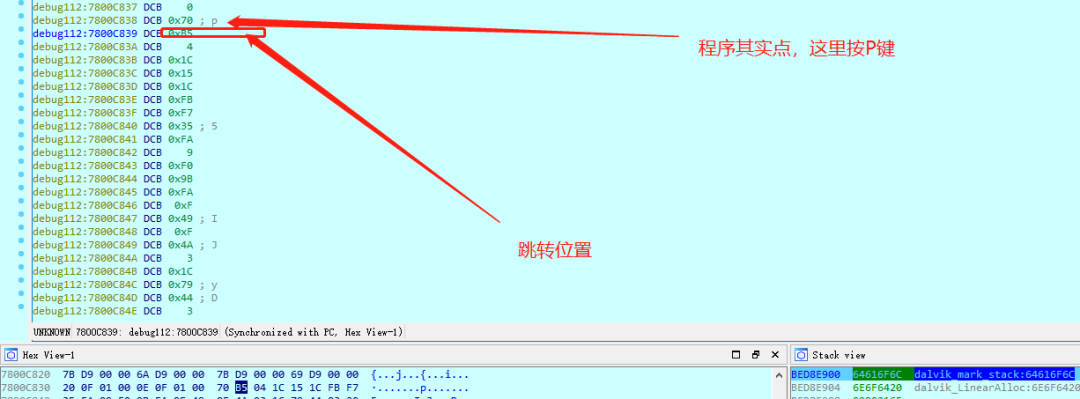 debug112:7800C837 DCB    0
debug112:7800C838 DCB 0x70 ; p
debug112:7800C839 DCB 0xB5
debug112:7800C83A DCB    4
debug112:7800C83B DCB 0x1C
debug112:7800C83C DCB 0x15
debug112:7800C83D DCB 0x1C
debug112:7800C83E DCB 0xFB
debug112:7800C83F DCB 0xF7
debug112:7800C840 DCB 0x35 ; 5
debug112:7800C841 DCB 0xFA
debug112:7800C842 DCB    9
debug112:7800C843 DCB 0xF0
debug112:7800C844 DCB 0x9B
debug112:7800C845 DCB 0xFA
debug112:7800C846 DCB  0xF
debug112:7800C847 DCB 0x49 ; I
debug112:7800C848 DCB  0xF
debug112:7800C849 DCB 0x4A ; J
debug112:7800C84A DCB    3
debug112:7800C84B DCB 0x1C
debug112:7800C84C DCB 0x79 ; y
debug112:7800C84D DCB 0x44 ; D
debug112:7800C84E DCB    3
程序其实点，这里按P键
跳转位置
UNKNOWN 7800C839: debug112:7800C839 (Synchronized with PC, Hex View-1)
Hex View-1
7800C820 7B D9 00 00 6A D9 00 00 7B D9 00 00 69 D9 00 00 {...j...{...i...
7800C830 20 0F 01 00 0E 0F 01 00 70 B5 04 1C 15 1C FB F7 .......p.......
Stack view
BED8E900 64616F6C dalvik_mark_stack:64616F6C
BED8E904 6E6F6420 dalvik_LinearAlloc:6E6F6420